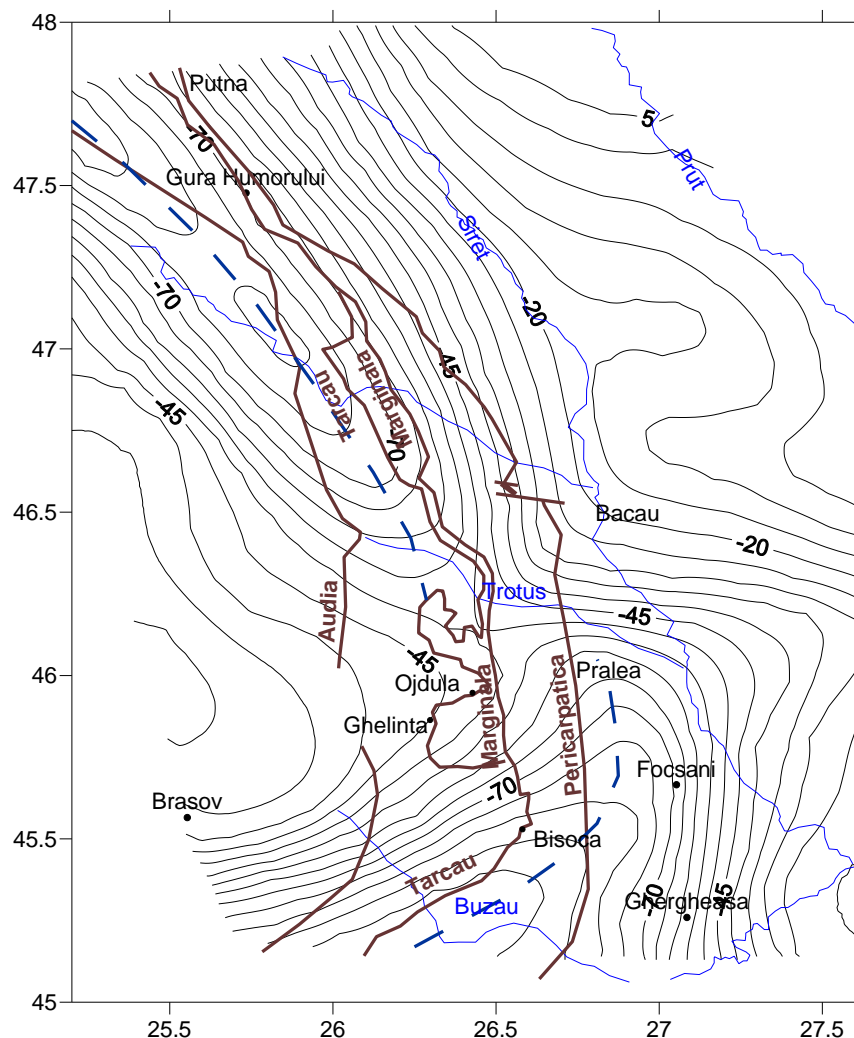 48
Putna
-70
5
Prut
47.5
Gura Humorului
Siret
-70
-20
47
45
Tarcau
Marginala
-45
70
46.5
Bacau
-20
Trotus
Audia
-45
-45
46
Ojdula
Pralea
Marginala
Pericarpatica
Ghelinta
Focsani
-70
Brasov
45.5
Bisoca
Tarcau
Buzau
-70
-45
Ghergheasa
45
25.5
26
26.5
27
27.5